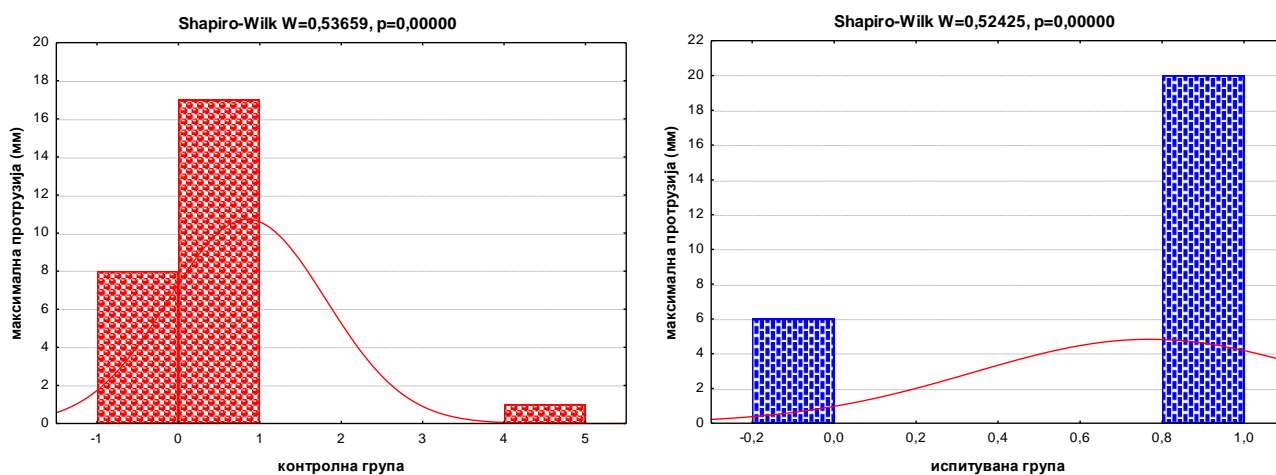 Shapiro-Wilk W=0,53659, p=0,00000
20
18
16
14
12
10
8
6
4
2
0
максимална протрузија (мм)
-1 0 1 2 3 4 5
контролна група
Shapiro-Wilk W=0,52425, p=0,00000
22
20
18
16
14
12
10
8
6
4
2
0
максимална протрузија (мм)
-0,2 0,0 0,2 0,4 0,6 0,8 1,0
испитувана група